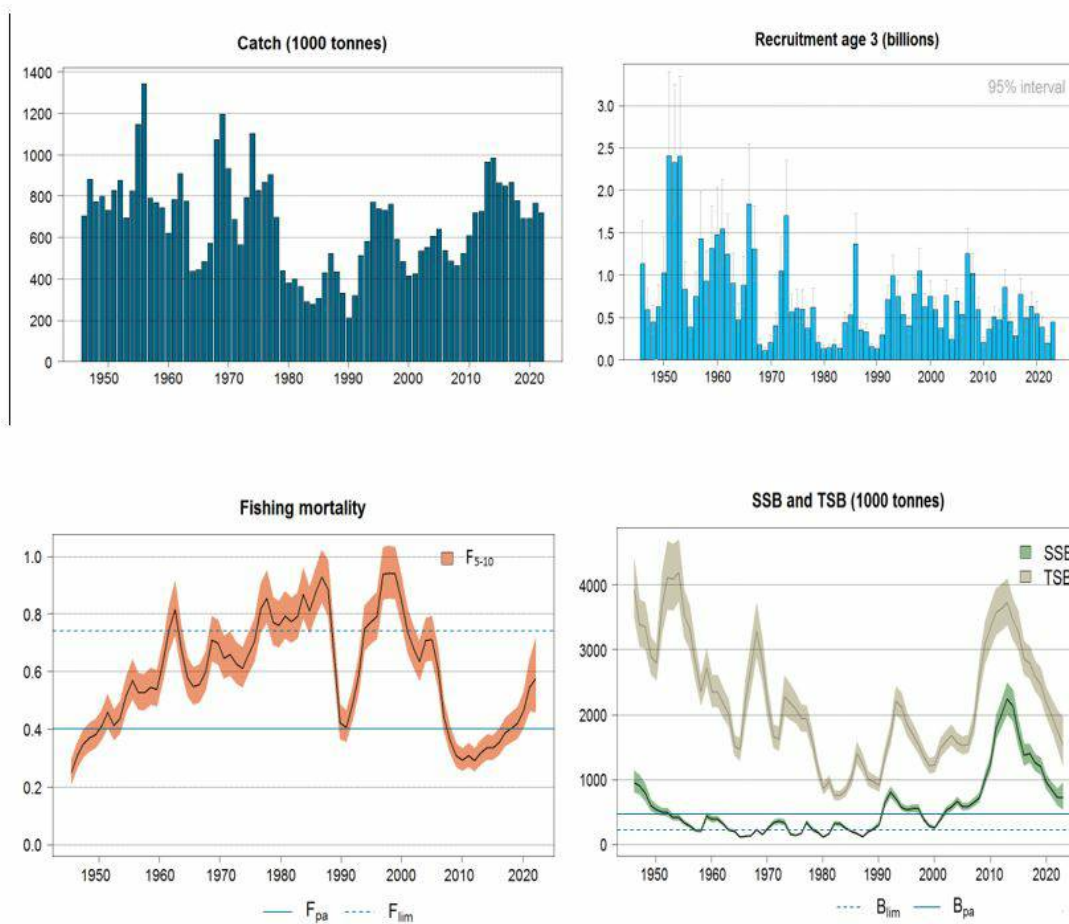 Catch (1000 tonnes)
1400
1200
1000
800
600
400
200
0
1950 1960 1970 1980 1990 2000 2010 2020
Recruitment age 3 (billions)
95% interval
3.0
2.5
2.0
1.5
1.0
0.5
0.0
1950 1960 1970 1980 1990 2000 2010 2020
Fishing mortality
F5-10
1.0
0.8
0.6
0.4
0.2
0.0
1950 1960 1970 1980 1990 2000 2010 2020
Fpa Flim
SSB and TSB (1000 tonnes)
SSB
TSB
4000
3000
2000
1000
0
1950 1960 1970 1980 1990 2000 2010 2020
Blim Bpa